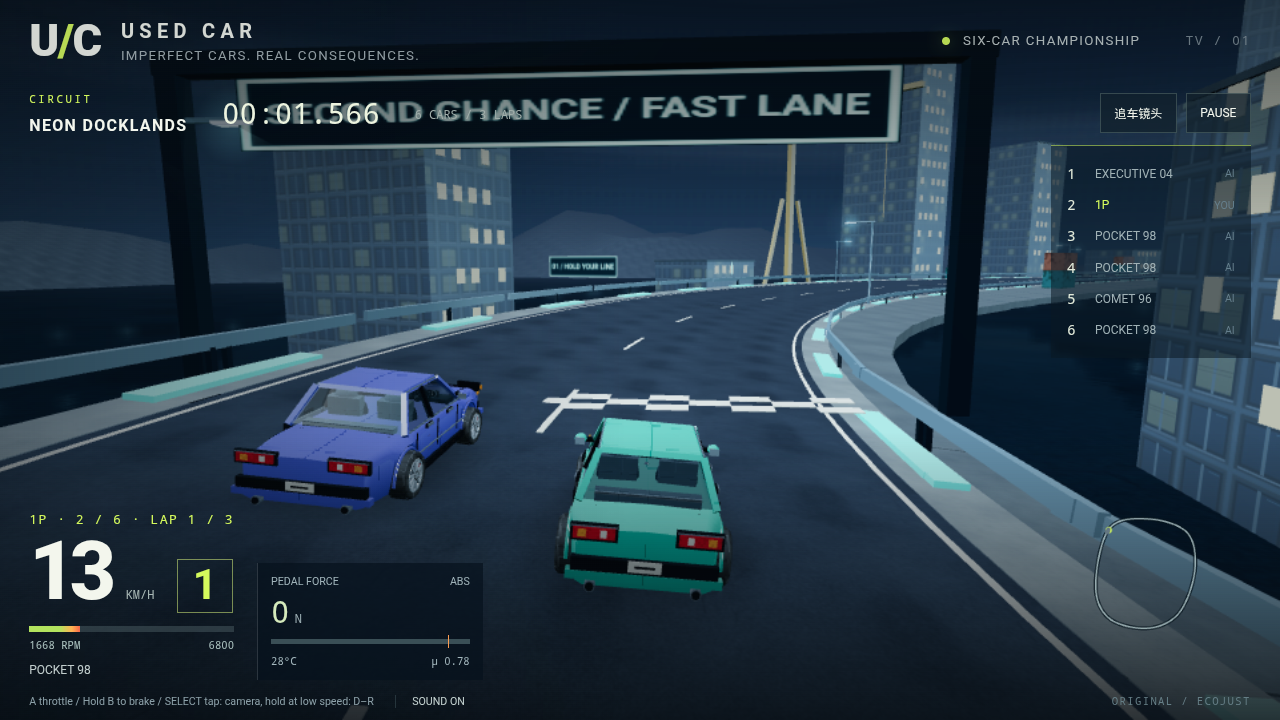 U/C
USED CAR
IMPERFECT CARS. REAL CONSEQUENCES.
SIX-CAR CHAMPIONSHIP
TV / 01
CIRCUIT
NEON DOCKLANDS
00:01.566
6 CARS / 3 LAPS
SECOND CHANCE / FAST LANE
追车镜头
PAUSE
1 EXECUTIVE 04 AI
2 1P YOU
3 POCKET 98 AI
4 POCKET 98 AI
5 COMET 96 AI
6 POCKET 98 AI
01 / HOLD YOUR LINE
1P · 2 / 6 · LAP 1 / 3
13 KM/H
1
1668 RPM 6800
POCKET 98
PEDAL FORCE ABS
0 N
28°C μ 0.78
A throttle / Hold B to brake / SELECT tap: camera, hold at low speed: D–R
SOUND ON
ORIGINAL / ECOJUST